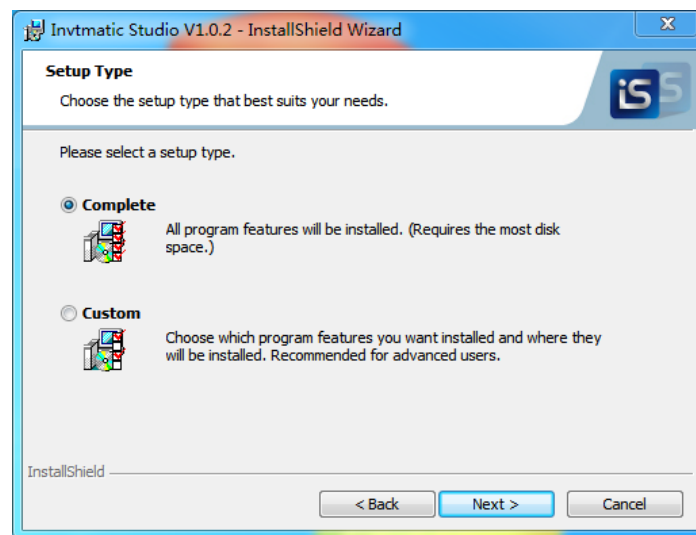 Invtmatic Studio V1.0.2 - InstallShield Wizard
Setup Type
Choose the setup type that best suits your needs.
iS
S
Please select a setup type.
Complete
All program features will be installed. (Requires the most disk
space.)
Custom
Choose which program features you want installed and where they
will be installed. Recommended for advanced users.
InstallShield
< Back
Next >
Cancel